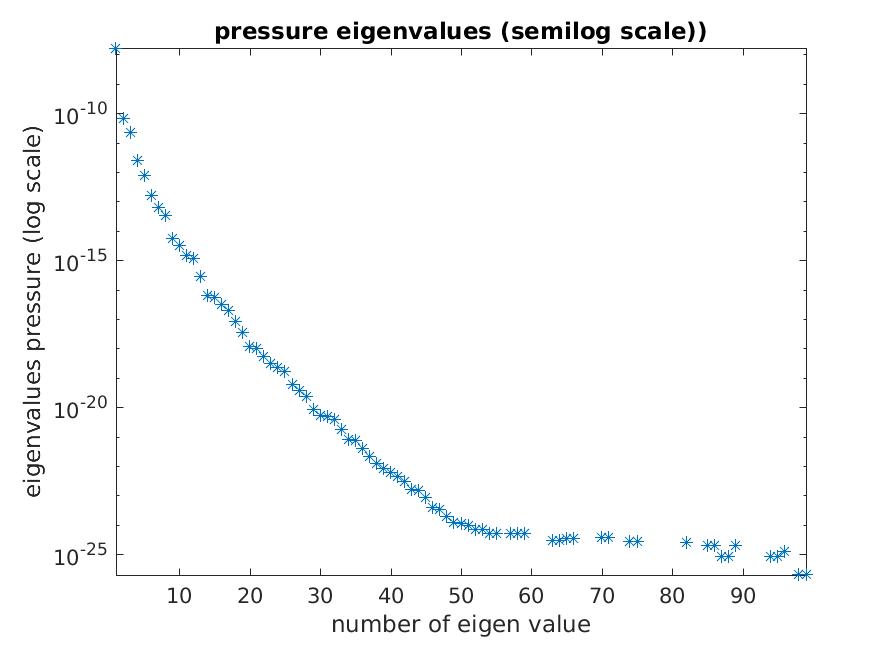 pressure eigenvalues (semilog scale))
eigenvalues pressure (log scale)
10^-10
10^-15
10^-20
10^-25
10 20 30 40 50 60 70 80 90
number of eigen value